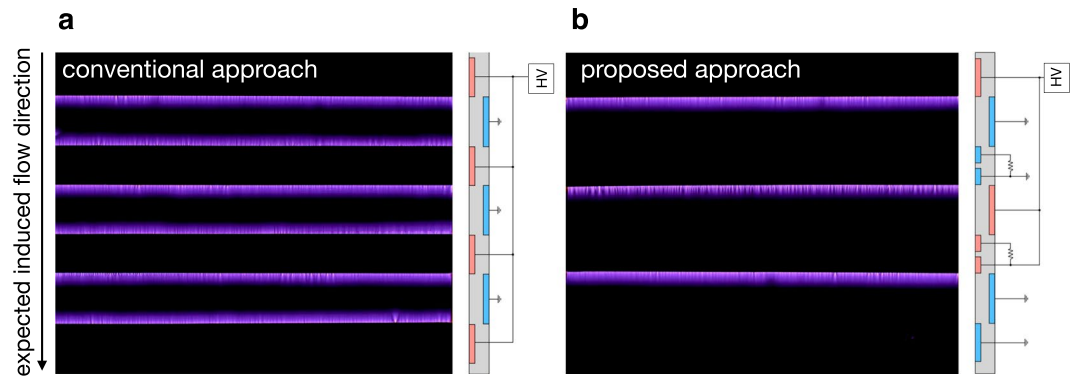 a
b
expected induced flow direction
conventional approach
HV
proposed approach
HV